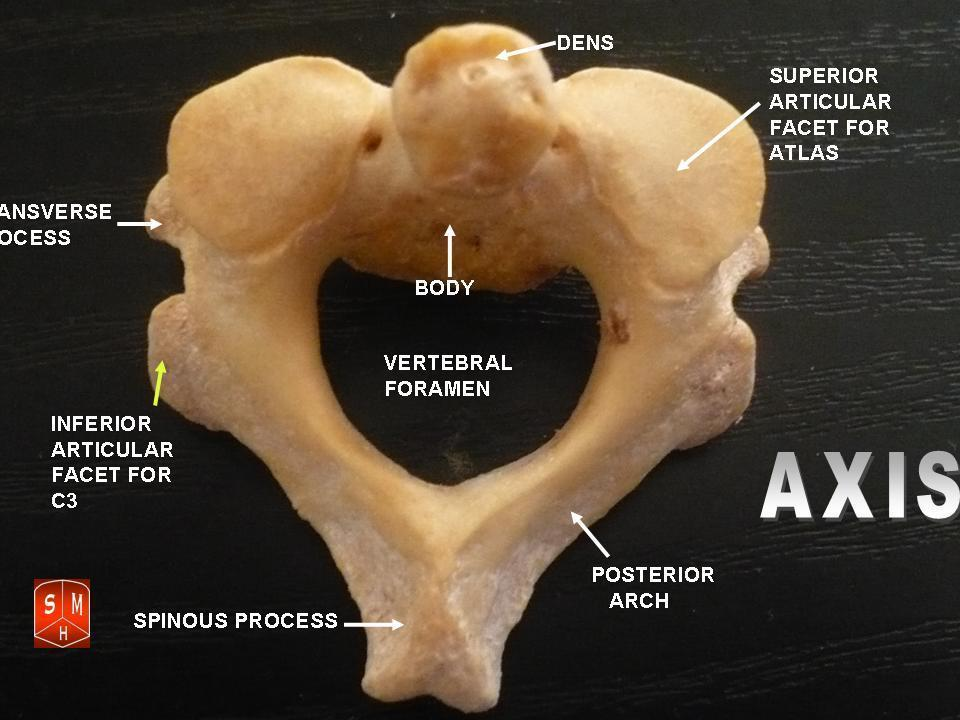 DENS
SUPERIOR
ARTICULAR
FACET FOR
ATLAS
ANSVERSE
OCESS
BODY
VERTEBRAL
FORAMEN
INFERIOR
ARTICULAR
FACET FOR
C3
AXIS
POSTERIOR
ARCH
SPINOUS PROCESS
S M
H